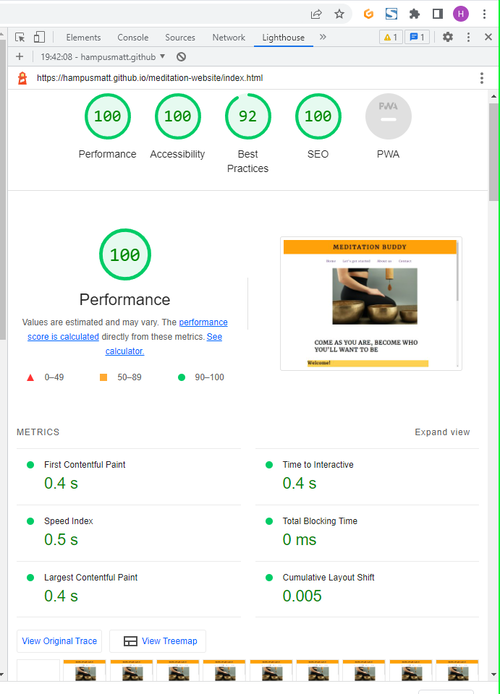 H
Elements Console Sources Network Lighthouse » 1 1
19:42:08 - hampusmatt.github
https://hampusmatt.github.io/meditation-website/index.html
100 100 92 100 PWA
Performance Accessibility Best Practices SEO PWA
100
Performance
Values are estimated and may vary. The performance
score is calculated directly from these metrics. See
calculator.
0–49 50–89 90–100
MEDITATION BUDDY
Home Let's get started About us Contact
COME AS YOU ARE, BECOME WHO
YOU'LL WANT TO BE
Welcome!
METRICS Expand view
First Contentful Paint
0.4 s
Time to Interactive
0.4 s
Speed Index
0.5 s
Total Blocking Time
0 ms
Largest Contentful Paint
0.4 s
Cumulative Layout Shift
0.005
View Original Trace View Treemap